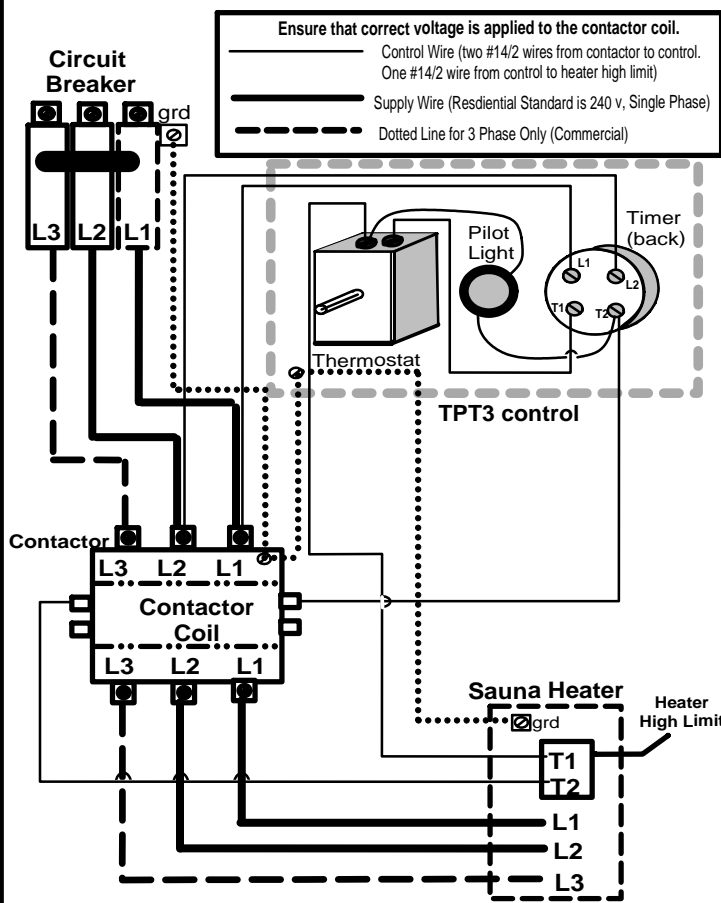 Ensure that correct voltage is applied to the contactor coil.
Control Wire (two #14/2 wires from contactor to control.
One #14/2 wire from control to heater high limit)
Supply Wire (Resdiential Standard is 240 v, Single Phase)
Dotted Line for 3 Phase Only (Commercial)
Circuit
Breaker
grd
L3 L2 L1
Pilot
Light
Timer
(back)
L1
L2
T1
T2
Thermostat
TPT3 control
Contactor
L3 L2 L1
Contactor
Coil
L3 L2 L1
Sauna Heater
grd
Heater
High Limit
T1
T2
L1
L2
L3